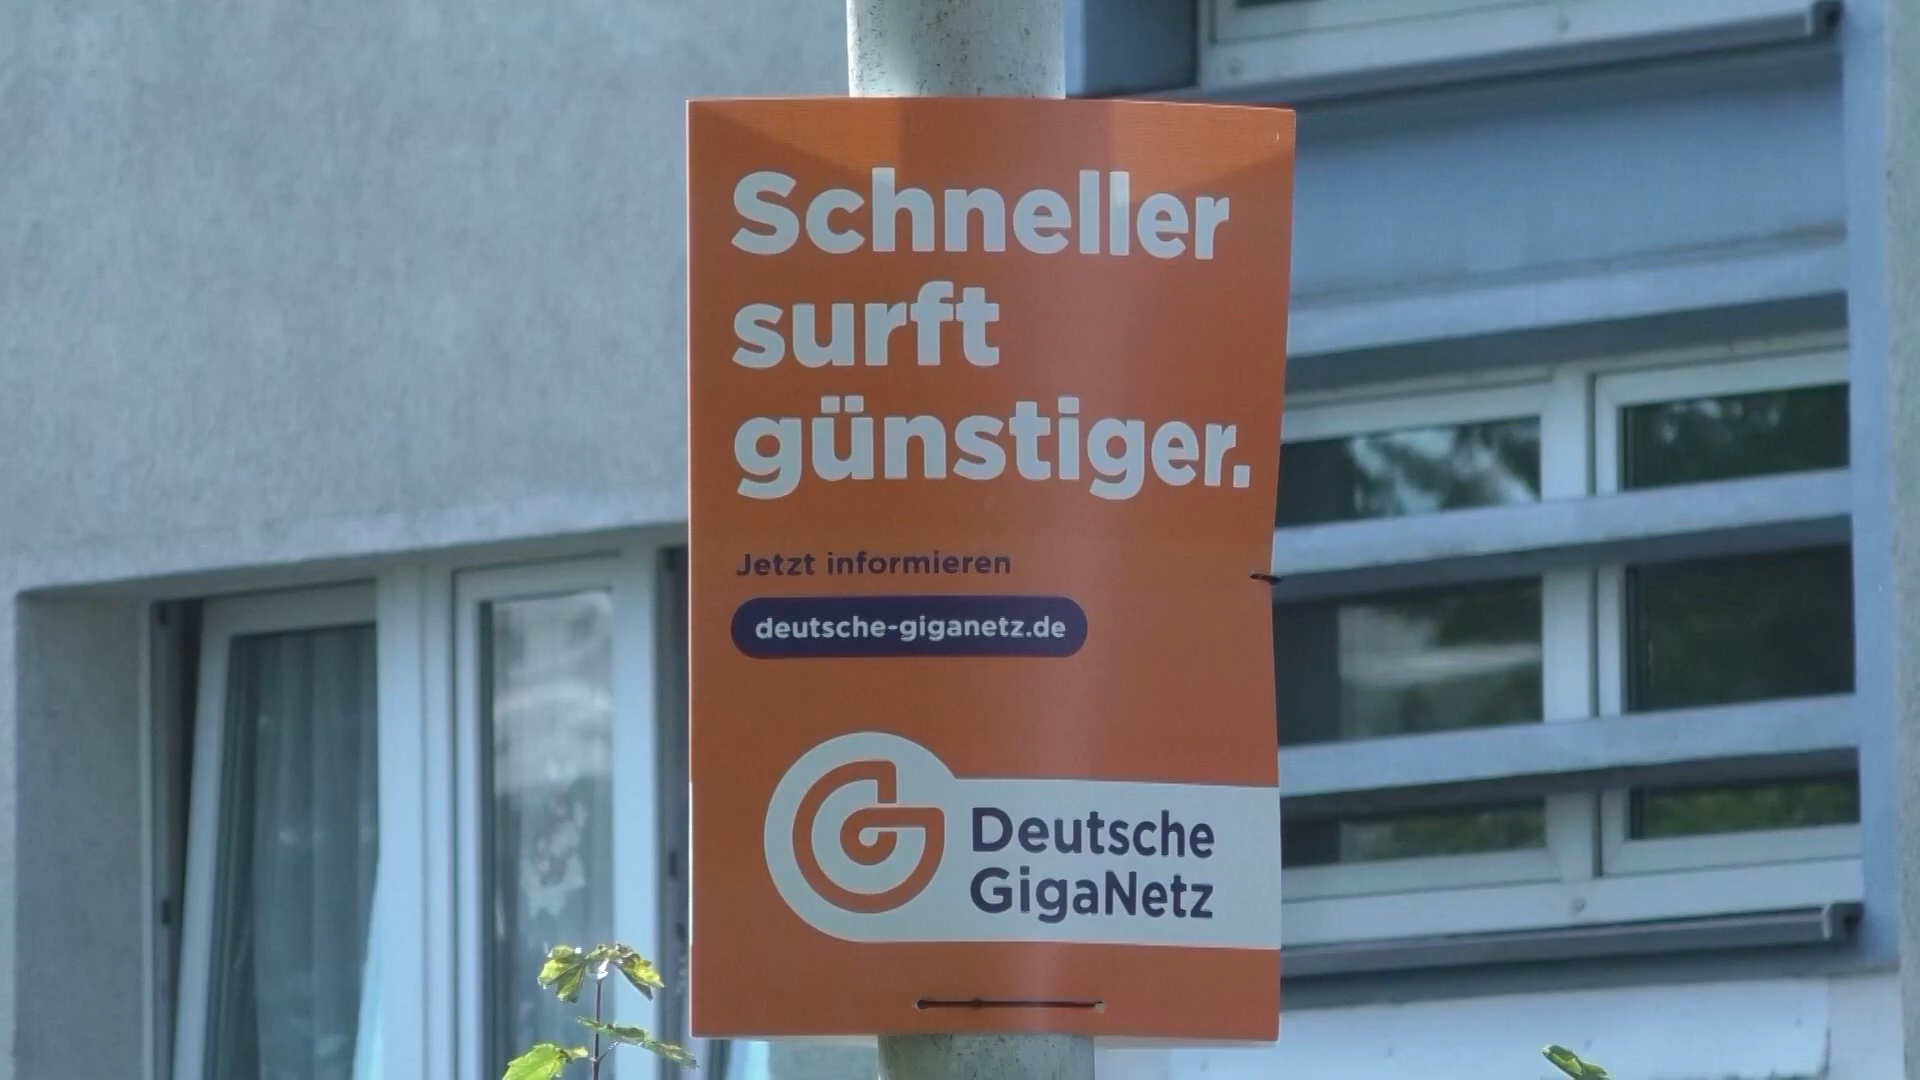 Schneller
surft
günstiger.
Jetzt informieren
deutsche-giganetz.de
Deutsche
GigaNetz